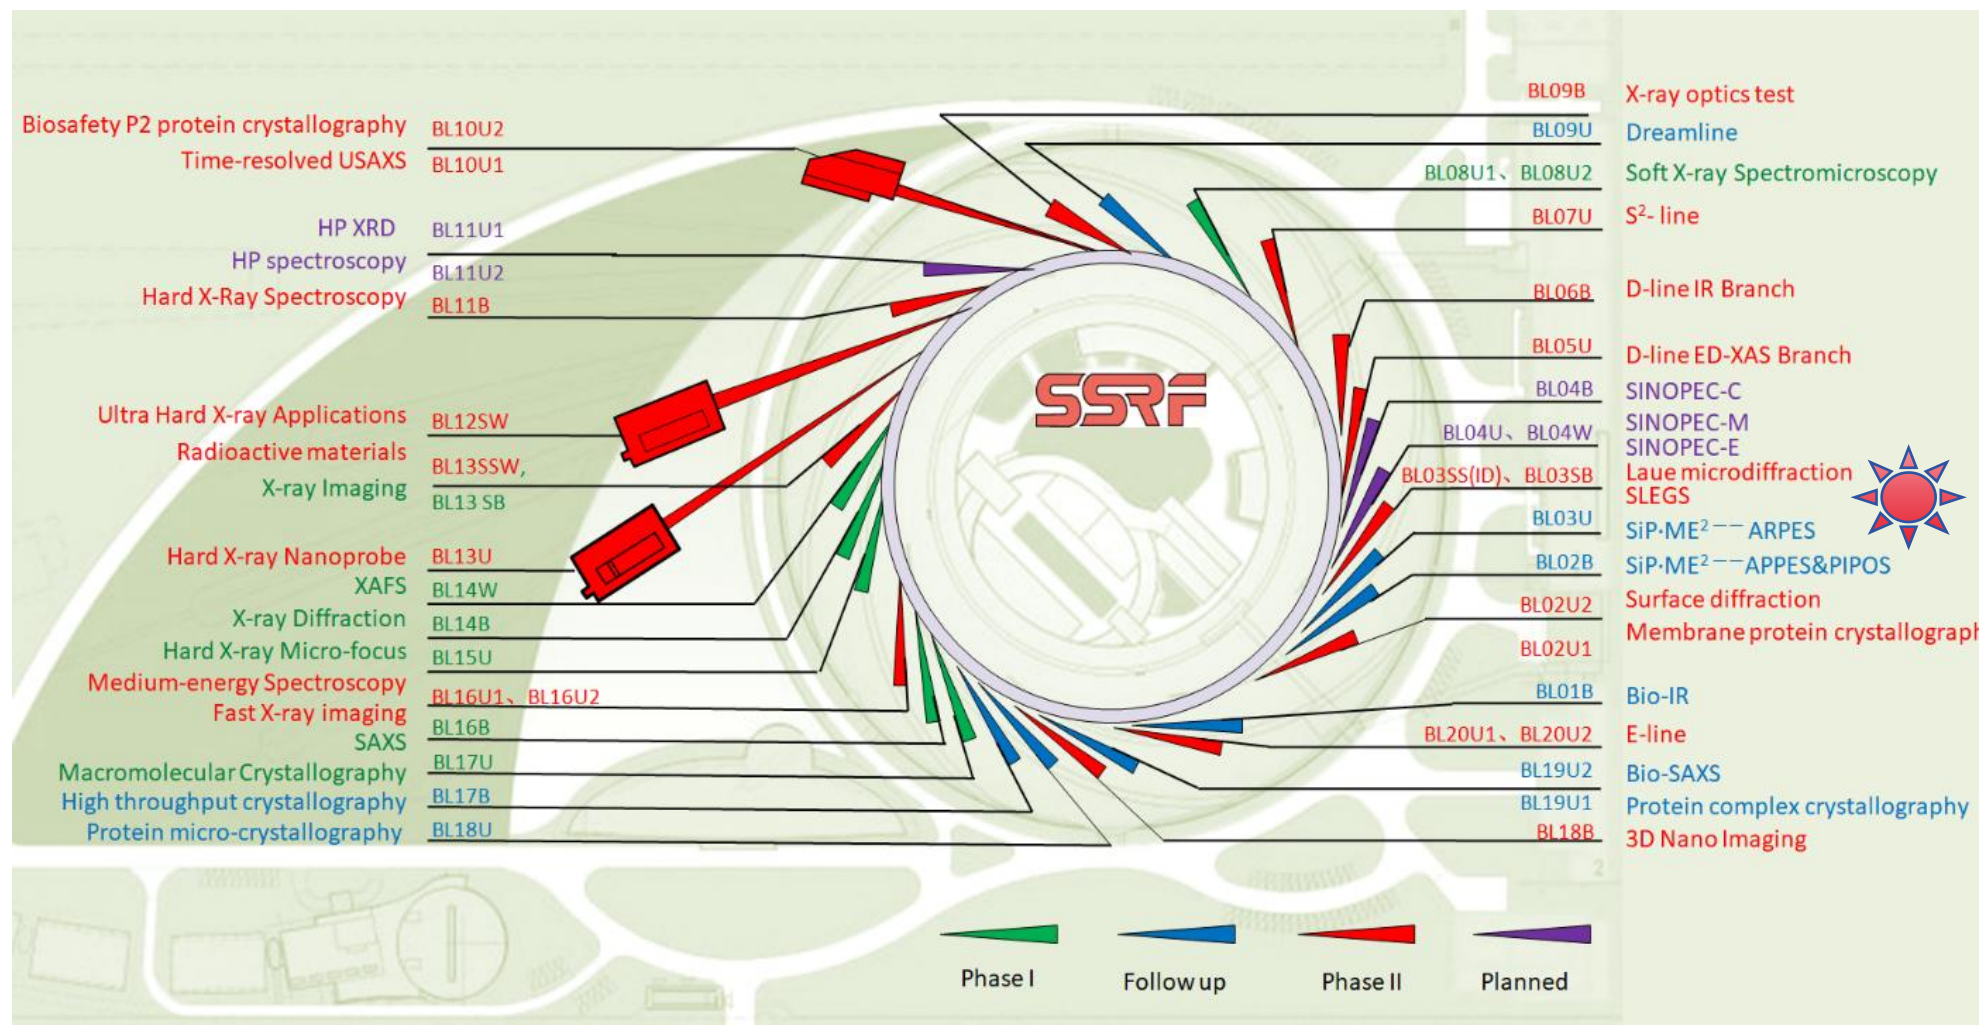 Biosafety P2 protein crystallography BL10U2
Time-resolved USAXS BL10U1
HP XRD BL11U1
HP spectroscopy BL11U2
Hard X-Ray Spectroscopy BL11B
Ultra Hard X-ray Applications BL12SW
Radioactive materials BL13SSW,
X-ray Imaging BL13 SB
Hard X-ray Nanoprobe BL13U
XAFS BL14W
X-ray Diffraction BL14B
Hard X-ray Micro-focus BL15U
Medium-energy Spectroscopy BL16U1、BL16U2
Fast X-ray imaging
SAXS BL16B
Macromolecular Crystallography BL17U
High throughput crystallography BL17B
Protein micro-crystallography BL18U
SSRF
BL09B X-ray optics test
BL09U Dreamline
BL08U1、BL08U2 Soft X-ray Spectromicroscopy
BL07U S²- line
BL06B D-line IR Branch
BL05U D-line ED-XAS Branch
BL04B SINOPEC-C
BL04U、BL04W SINOPEC-M
SINOPEC-E
BL03SS(ID)、BL03SB Laue microdiffraction
SLEGS
BL03U SiP·ME²——ARPES
BL02B SiP·ME²——APPES&PIPOS
BL02U2 Surface diffraction
BL02U1 Membrane protein crystallograph
BL01B Bio-IR
BL20U1、BL20U2 E-line
BL19U2 Bio-SAXS
BL19U1 Protein complex crystallography
BL18B 3D Nano Imaging
2
Phase I
Follow up
Phase II
Planned